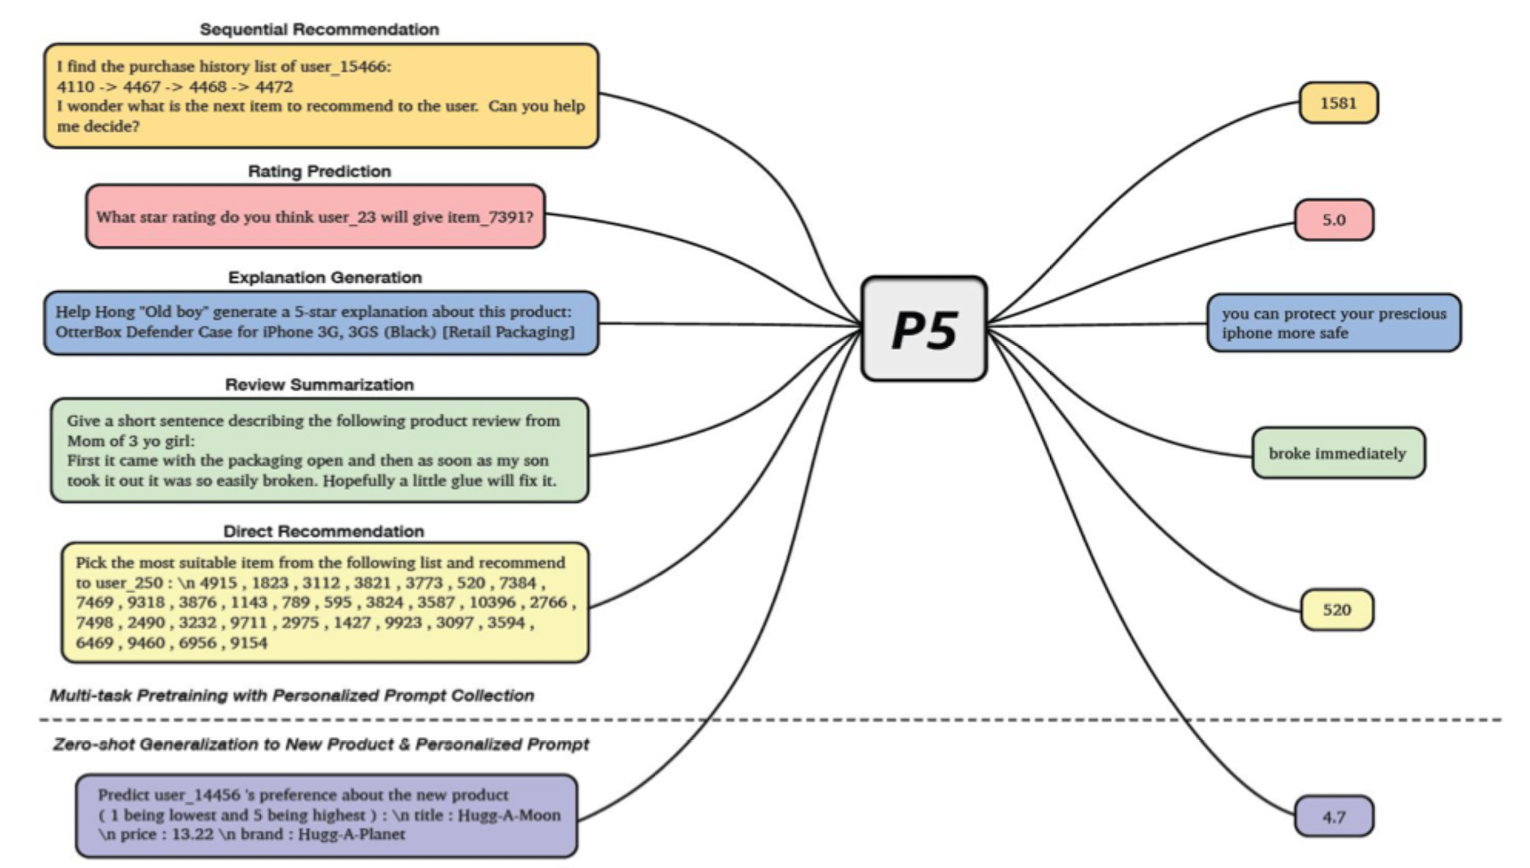 Sequential Recommendation
I find the purchase history list of user_15466:
4110 -> 4467 -> 4468 -> 4472
I wonder what is the next item to recommend to the user.  Can you help
me decide?
1581
Rating Prediction
What star rating do you think user_23 will give item_7391?
5.0
Explanation Generation
Help Hong "Old boy" generate a 5-star explanation about this product:
OtterBox Defender Case for iPhone 3G, 3GS (Black) [Retail Packaging]
P5
you can protect your prescious
iphone more safe
Review Summarization
Give a short sentence describing the following product review from
Mom of 3 yo girl:
First it came with the packaging open and then as soon as my son
took it out it was so easily broken. Hopefully a little glue will fix it.
broke immediately
Direct Recommendation
Pick the most suitable item from the following list and recommend
to user_250 : \n 4915 , 1823 , 3112 , 3821 , 3773 , 520 , 7384 ,
7469 , 9318 , 3876 , 1143 , 789 , 595 , 3824 , 3587 , 10396 , 2766 ,
7498 , 2490 , 3232 , 9711 , 2975 , 1427 , 9923 , 3097 , 3594 ,
6469 , 9460 , 6956 , 9154
520
Multi-task Pretraining with Personalized Prompt Collection
Zero-shot Generalization to New Product & Personalized Prompt
Predict user_14456 's preference about the new product
( 1 being lowest and 5 being highest ) : \n title : Hugg-A-Moon
\n price : 13.22 \n brand : Hugg-A-Planet
4.7